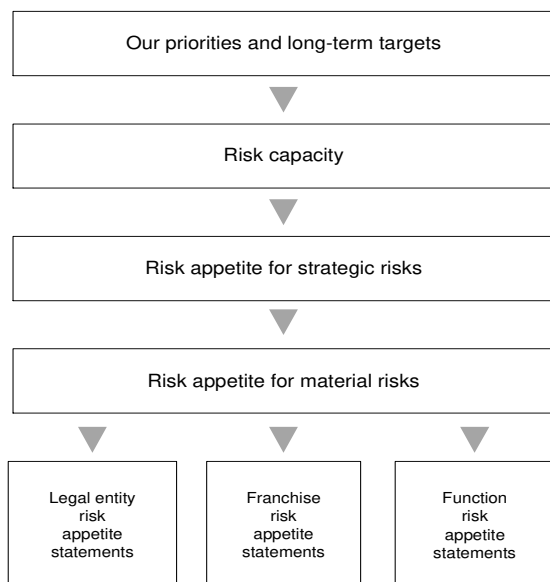 Our priorities and long-term targets
Risk capacity
Risk appetite for strategic risks
Risk appetite for material risks
Legal entity
risk
appetite
statements
Franchise
risk
appetite
statements
Function
risk
appetite
statements